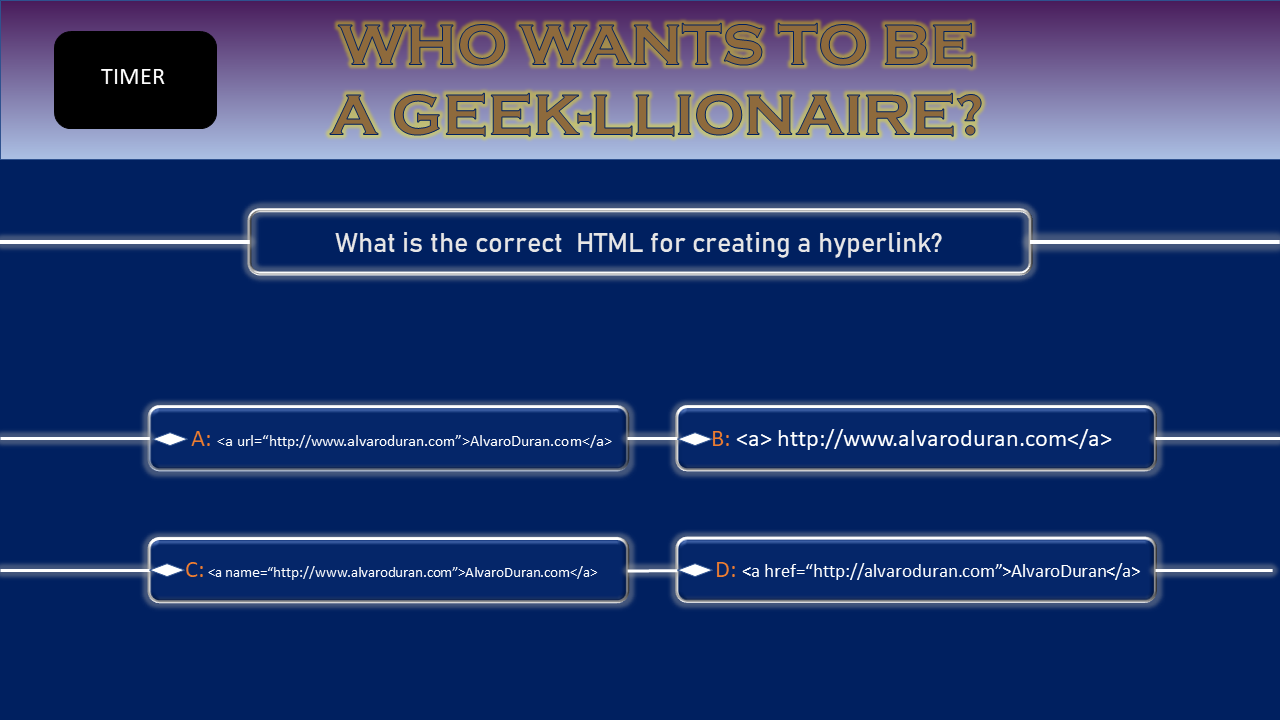 TIMER
WHO WANTS TO BE
A GEEK-LLIONAIRE?
What is the correct  HTML for creating a hyperlink?
A: <a url=“http://www.alvaroduran.com”>AlvaroDuran.com</a>
B: <a> http://www.alvaroduran.com</a>
C: <a name=“http://www.alvaroduran.com”>AlvaroDuran.com</a>
D: <a href=“http://alvaroduran.com”>AlvaroDuran</a>